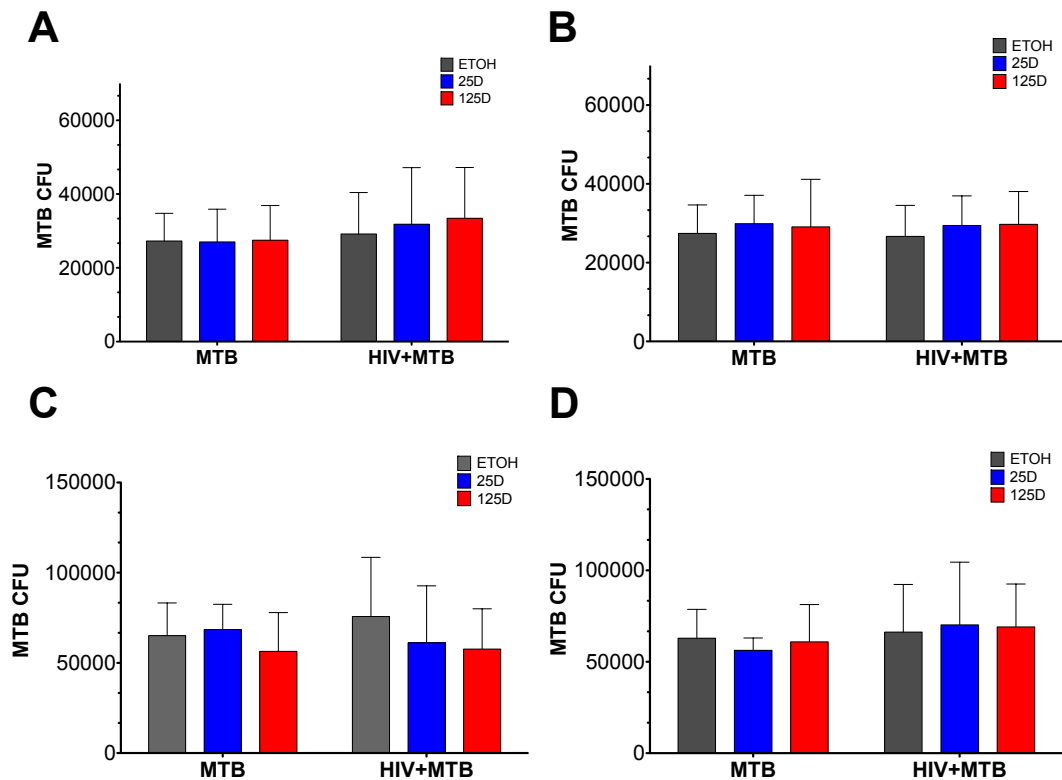 A
ETOH
25D
125D
MTB CFU
60000
40000
20000
0
MTB
HIV+MTB
B
ETOH
25D
125D
MTB CFU
60000
40000
20000
0
MTB
HIV+MTB
C
ETOH
25D
125D
MTB CFU
150000
100000
50000
0
MTB
HIV+MTB
D
ETOH
25D
125D
MTB CFU
150000
100000
50000
0
MTB
HIV+MTB